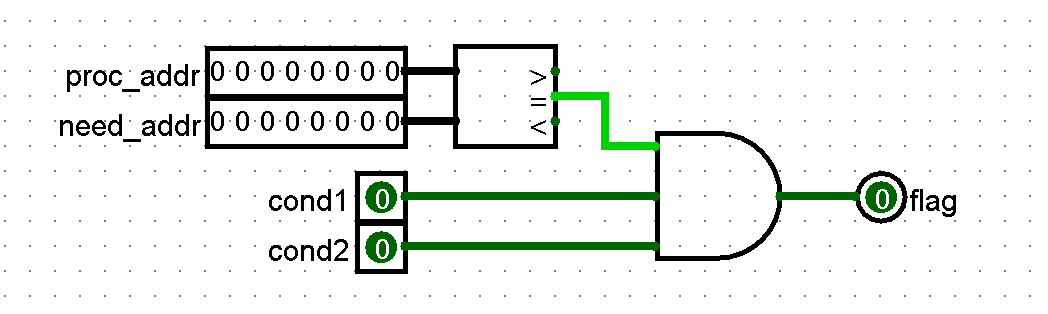 proc_addr 0 0 0 0 0 0 0 0
>
=
need_addr 0 0 0 0 0 0 0 0
<
cond1 0
0 flag
cond2 0